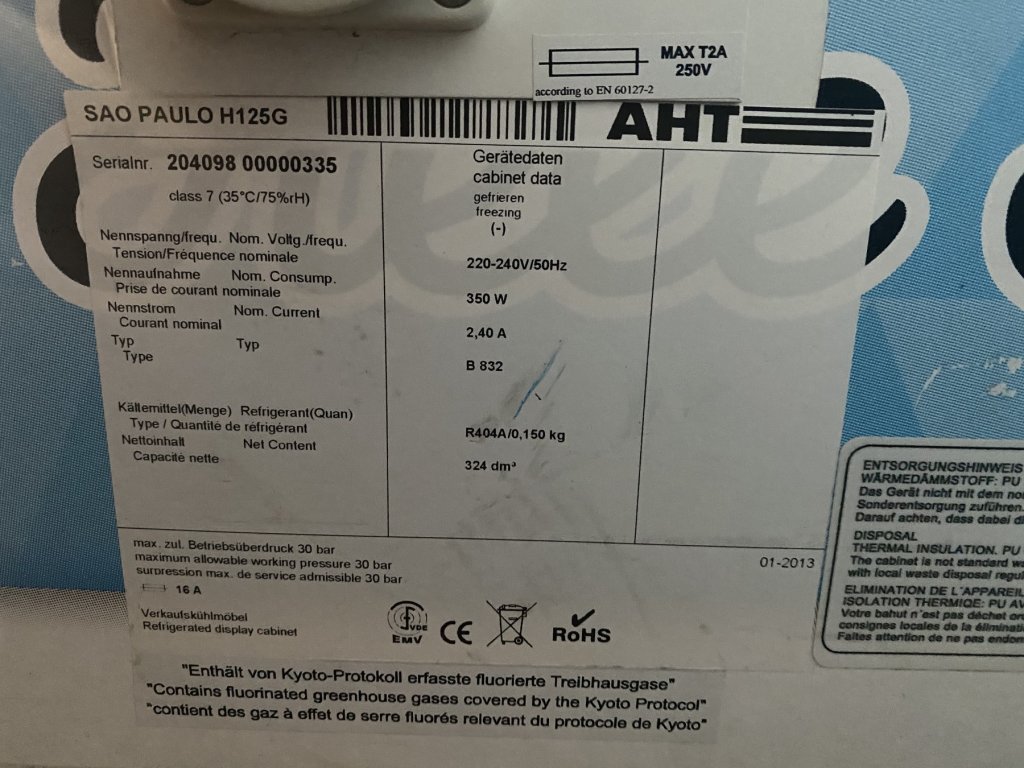 MAX T2A
250V
according to EN 60127-2
SAO PAULO H125G
AHT
Serialnr. 204098 00000335
class 7 (35°C/75%rH)
Gerätedaten
cabinet data
gefrieren
freezing
(-)
Nennspanng/frequ. Nom. Voltg./frequ.
Tension/Fréquence nominale
220-240V/50Hz
Nennaufnahme Nom. Consump.
Prise de courant nominale
350 W
Nennstrom Nom. Current
Courant nominal
2,40 A
Typ Typ
Type
B 832
Kältemittel(Menge) Refrigerant(Quan)
Type / Quantité de réfrigérant
R404A/0,150 kg
Nettoinhalt Net Content
Capacité nette
324 dm³
max. zul. Betriebsüberdruck 30 bar
maximum allowable working pressure 30 bar
surpression max. de service admissible 30 bar
16 A
01-2013
Verkaufskühlmöbel
Refrigerated display cabinet
VDE
EMV
CE
RoHS
"Enthält von Kyoto-Protokoll erfasste fluorierte Treibhausgase"
"Contains fluorinated greenhouse gases covered by the Kyoto Protocol"
"contient des gaz à effet de serre fluorés relevant du protocole de Kyoto"
ENTSORGUNGSHINWEIS
WÄRMEDÄMMSTOFF: PU
Das Gerät nicht mit dem
Sonderentsorgung zuführen.
Darauf achten, dass dabei
DISPOSAL
THERMAL INSULATION. PU
The cabinet is not standard
with local waste disposal
ELIMINATION DE L'APPAREIL
ISOLATION THERMIQE: PU
Votre bahut n'est pas déchet
consignes locales de la
Faites attention de ne pas